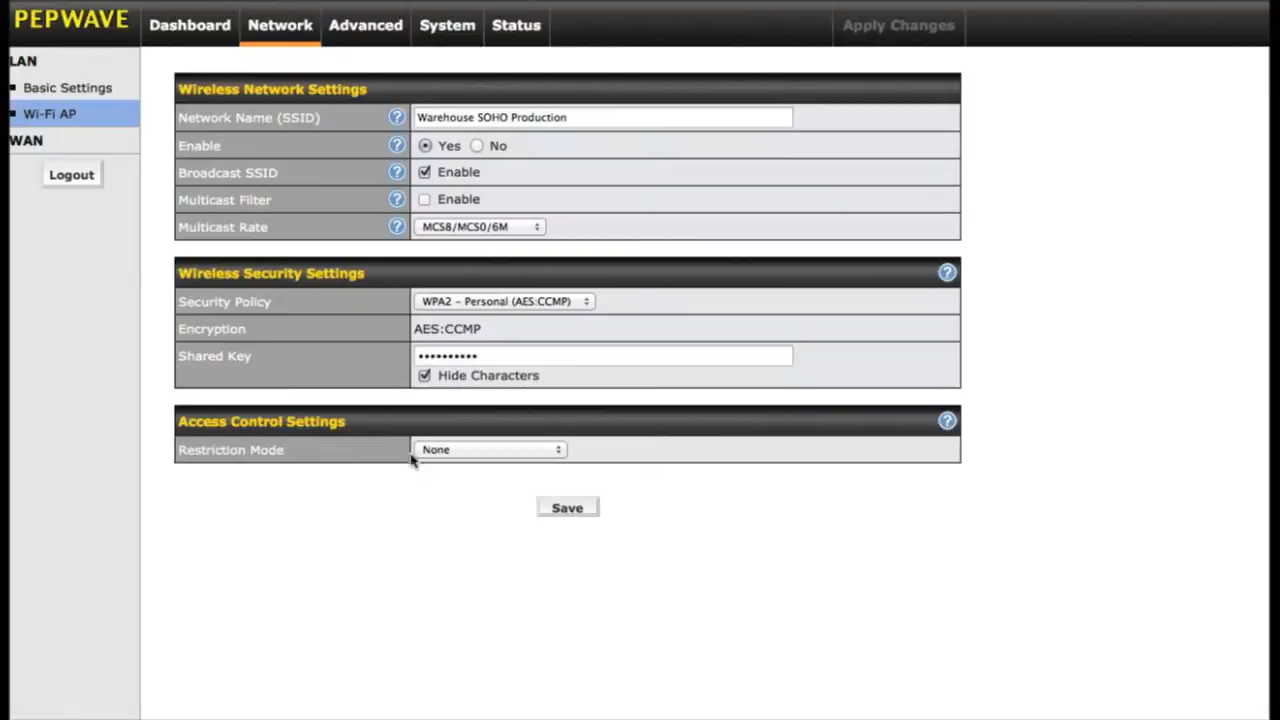 PEPWAVE
Dashboard Network Advanced System Status Apply Changes
LAN
Basic Settings
Wi-Fi AP
WAN
Logout
Wireless Network Settings
Network Name (SSID) ? Warehouse SOHO Production
Enable ? Yes No
Broadcast SSID ? Enable
Multicast Filter ? Enable
Multicast Rate ? MCS8/MCS0/6M
Wireless Security Settings ?
Security Policy WPA2 – Personal (AES:CCMP)
Encryption AES:CCMP
Shared Key ••••••••••
Hide Characters
Access Control Settings ?
Restriction Mode None
Save